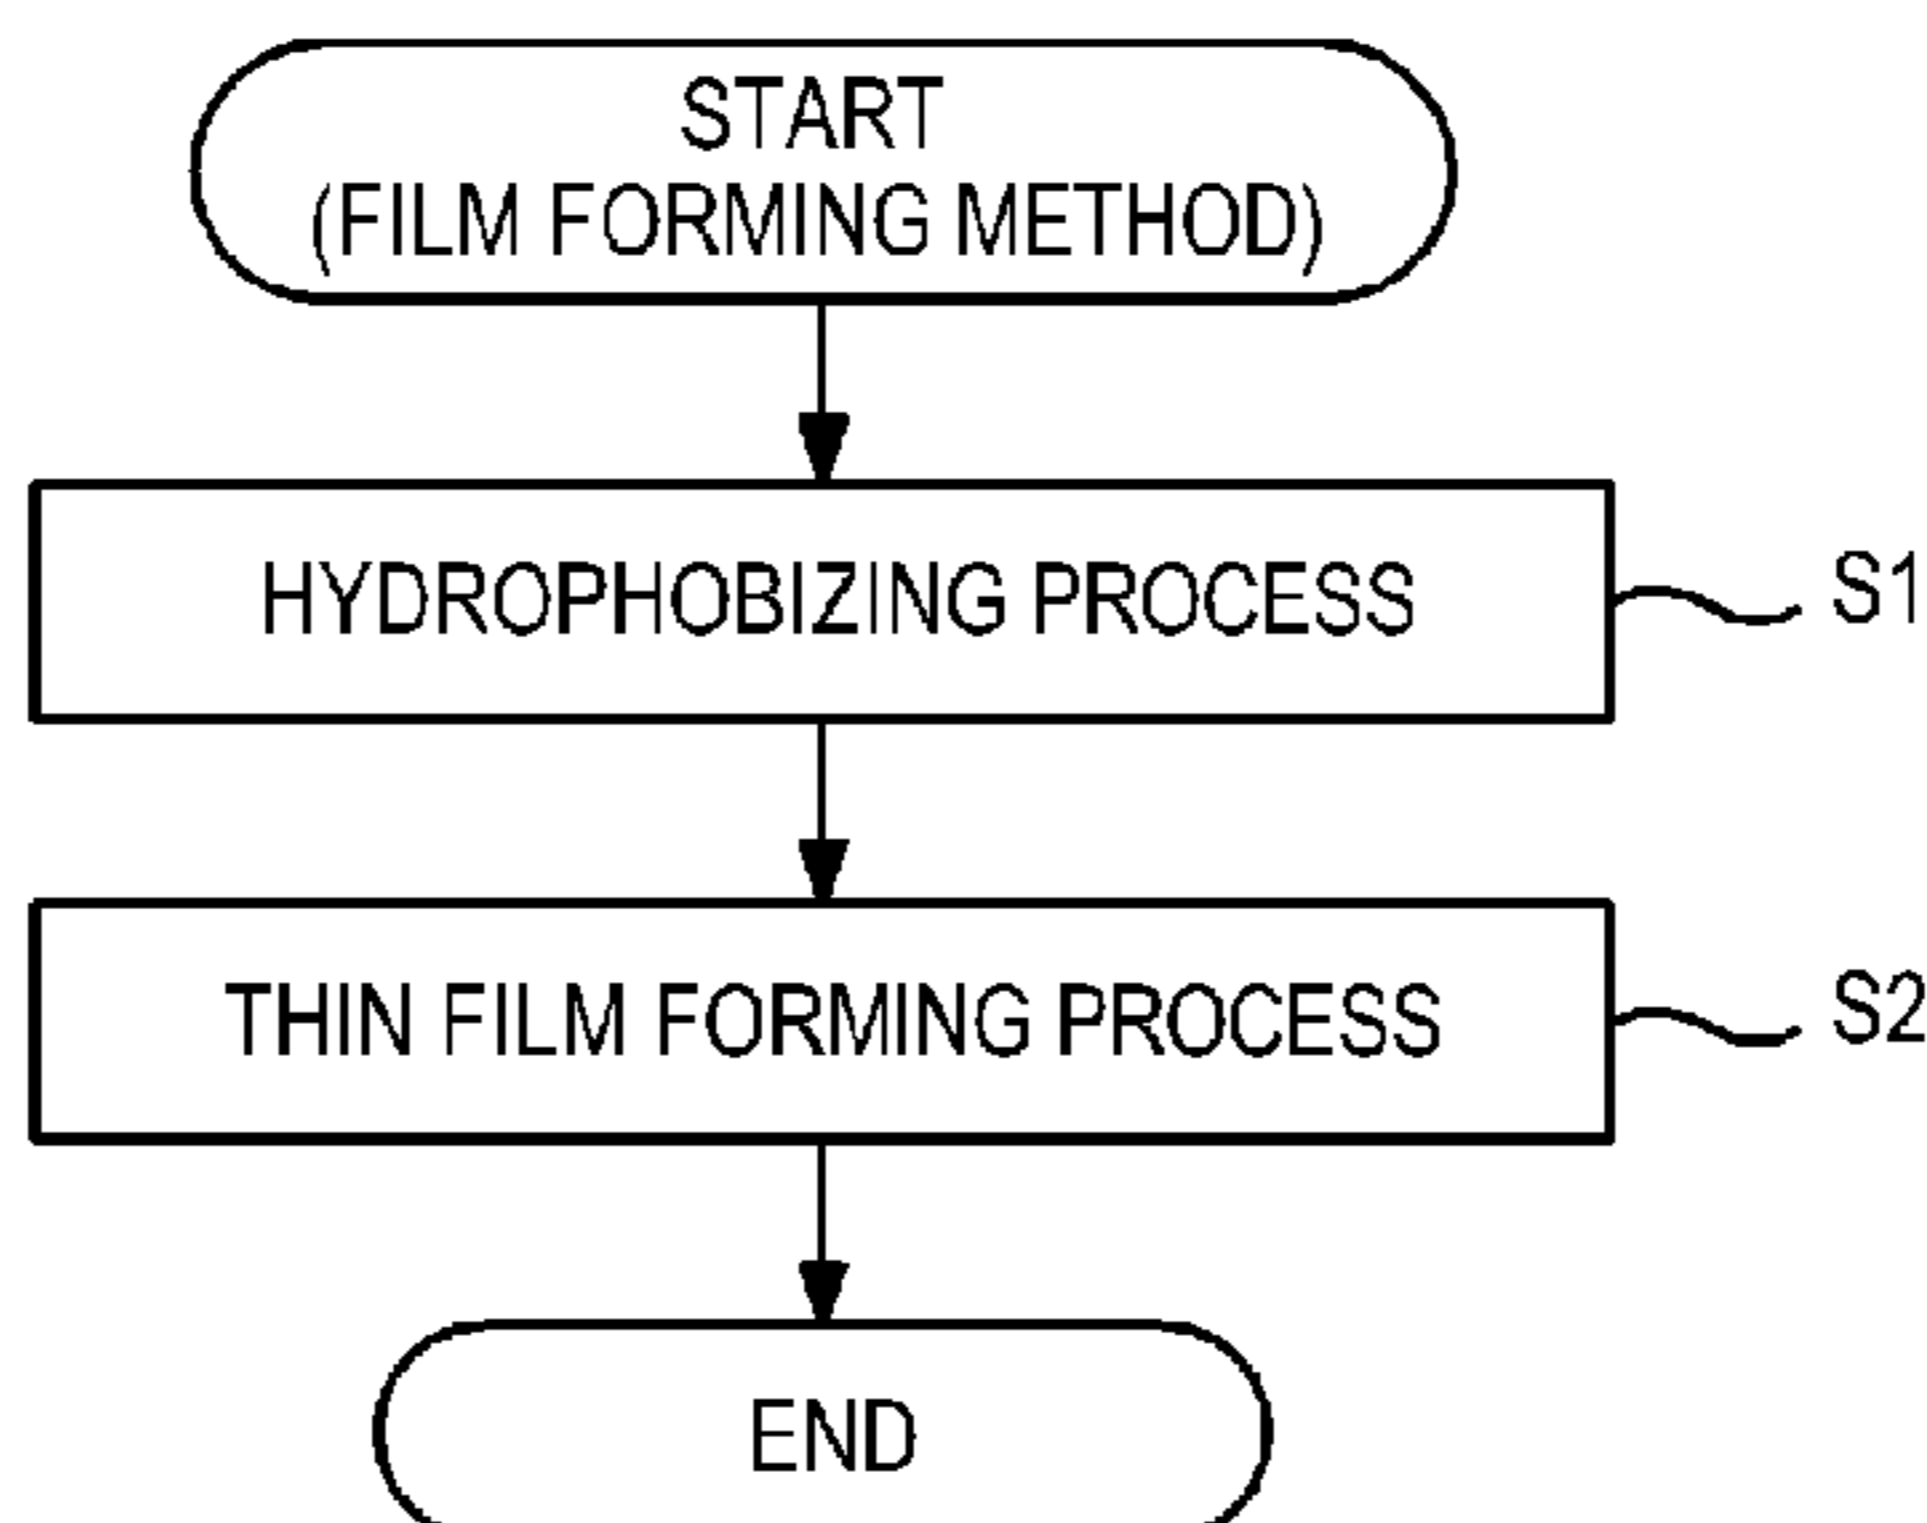 START
(FILM FORMING METHOD)
HYDROPHOBIZING PROCESS
S1
THIN FILM FORMING PROCESS
S2
END